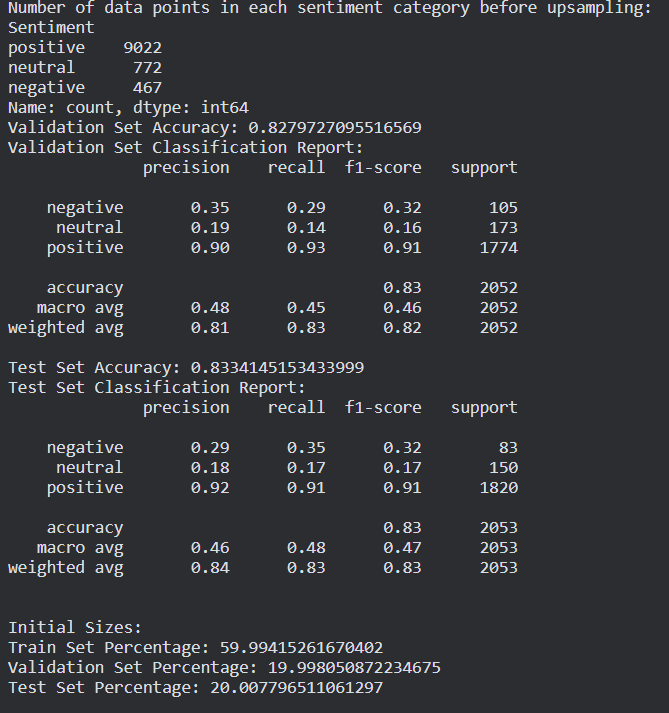 Number of data points in each sentiment category before upsampling:
Sentiment
positive    9022
neutral      772
negative     467
Name: count, dtype: int64
Validation Set Accuracy: 0.8279727095516569
Validation Set Classification Report:
              precision    recall  f1-score   support

    negative       0.35      0.29      0.32       105
     neutral       0.19      0.14      0.16       173
    positive       0.90      0.93      0.91      1774

    accuracy                           0.83      2052
   macro avg       0.48      0.45      0.46      2052
weighted avg       0.81      0.83      0.82      2052

Test Set Accuracy: 0.8334145153433999
Test Set Classification Report:
              precision    recall  f1-score   support

    negative       0.29      0.35      0.32        83
     neutral       0.18      0.17      0.17       150
    positive       0.92      0.91      0.91      1820

    accuracy                           0.83      2053
   macro avg       0.46      0.48      0.47      2053
weighted avg       0.84      0.83      0.83      2053


Initial Sizes:
Train Set Percentage: 59.99415261670402
Validation Set Percentage: 19.998050872234675
Test Set Percentage: 20.007796511061297